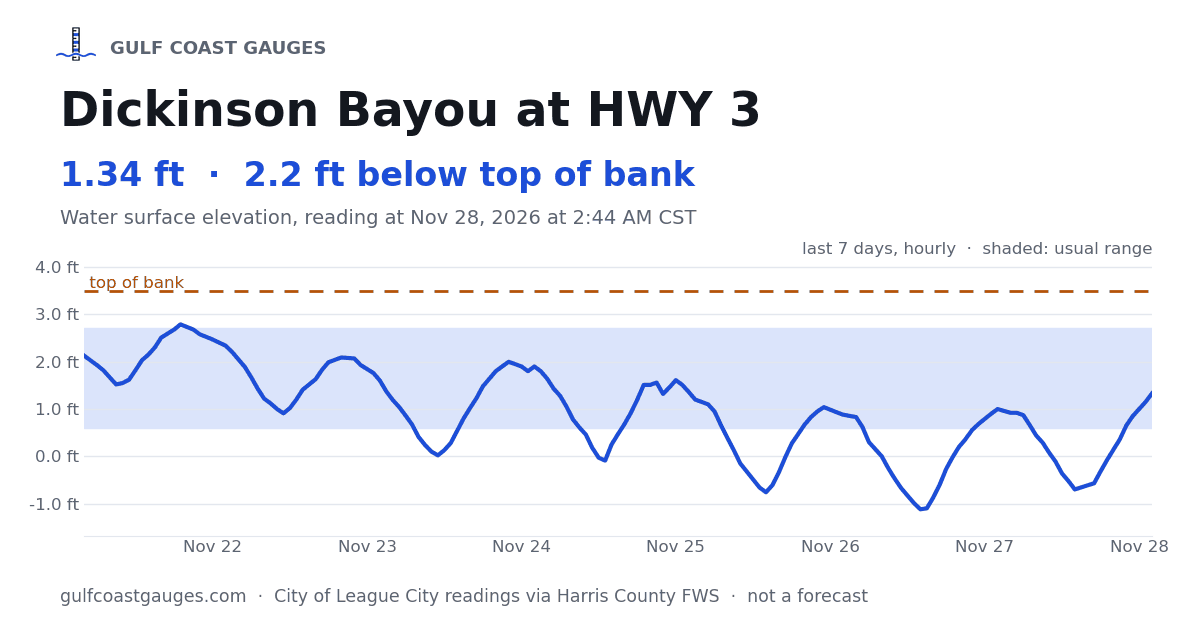 GULF COAST GAUGES
Dickinson Bayou at HWY 3
1.34 ft · 2.2 ft below top of bank
Water surface elevation, reading at Nov 28, 2026 at 2:44 AM CST
last 7 days, hourly · shaded: usual range
4.0 ft
top of bank
3.0 ft
2.0 ft
1.0 ft
0.0 ft
-1.0 ft
Nov 22 Nov 23 Nov 24 Nov 25 Nov 26 Nov 27 Nov 28
gulfcoastgauges.com · City of League City readings via Harris County FWS · not a forecast